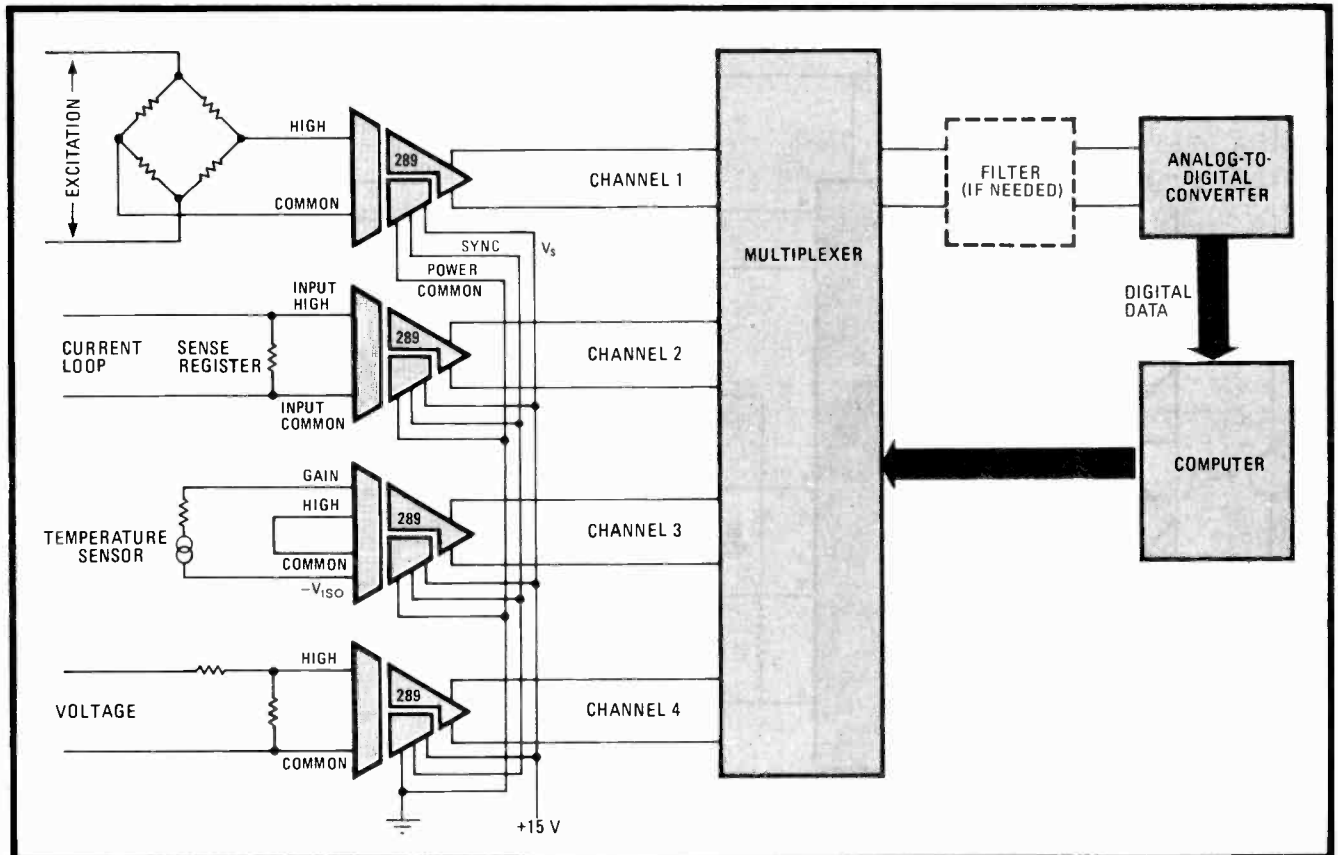 EXCITATION
HIGH
COMMON
289
CHANNEL 1
SYNC
VS
POWER
COMMON
INPUT
HIGH
CURRENT
LOOP
SENSE
REGISTER
INPUT
COMMON
289
CHANNEL 2
GAIN
HIGH
TEMPERATURE
SENSOR
COMMON
−VISO
289
CHANNEL 3
HIGH
VOLTAGE
COMMON
289
CHANNEL 4
+15 V
MULTIPLEXER
FILTER
(IF NEEDED)
ANALOG-TO-
DIGITAL
CONVERTER
DIGITAL
DATA
COMPUTER